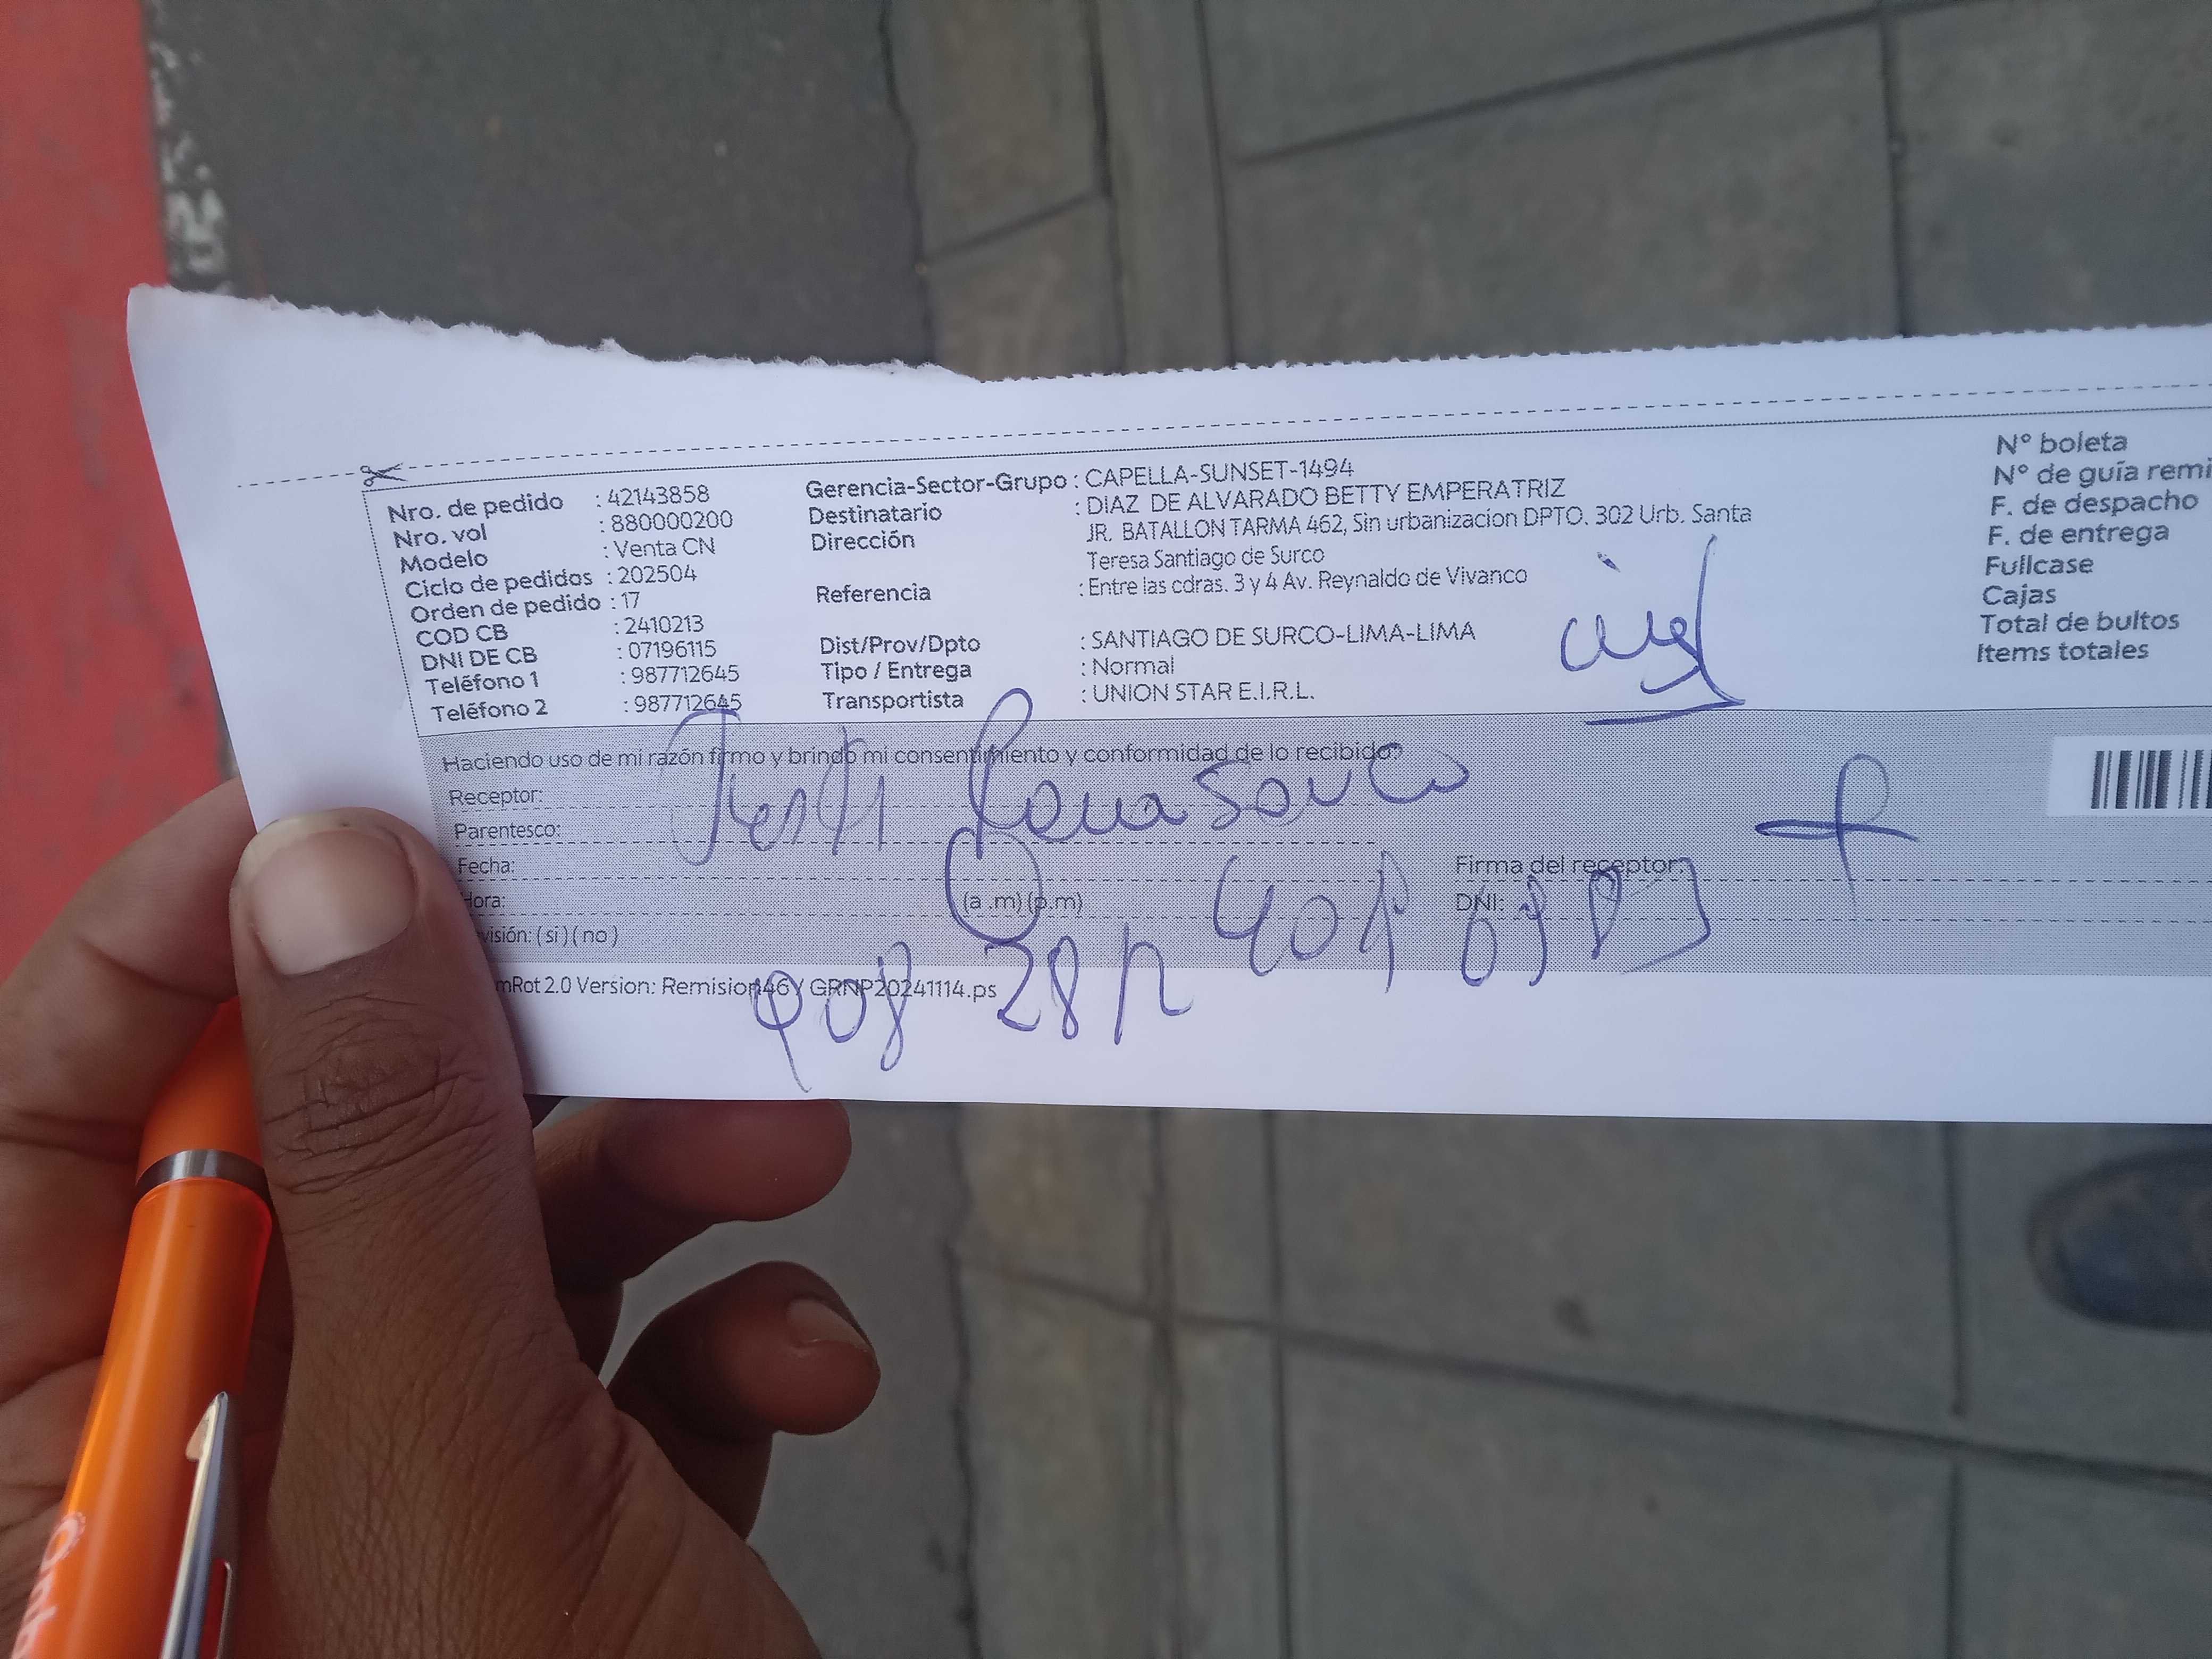 Nro. de pedido : 42143858
Nro. vol : 880000200
Modelo : Venta CN
Ciclo de pedidos : 202504
Orden de pedido : 17
COD CB : 2410213
DNI DE CB : 07196115
Teléfono 1 : 987712645
Teléfono 2 : 987712645
Gerencia-Sector-Grupo : CAPELLA-SUNSET-1494
Destinatario : DIAZ DE ALVARADO BETTY EMPERATRIZ
Dirección JR. BATALLON TARMA 462, Sin urbanizacion DPTO. 302 Urb. Santa
Teresa Santiago de Surco
Referencia : Entre las cdras. 3 y 4 Av. Reynaldo de Vivanco
Dist/Prov/Dpto : SANTIAGO DE SURCO-LIMA-LIMA
Tipo / Entrega : Normal
Transportista : UNION STAR E.I.R.L.
N° boleta
N° de guía remi
F. de despacho
F. de entrega
Fullcase
Cajas
Total de bultos
Items totales
Haciendo uso de mi razón firmo y brindo mi consentimiento y conformidad de lo recibido?
Receptor:
Parentesco:
Fecha:
Hora: (a .m) (p.m)
Firma del receptor:
DNI:
visión: ( si ) ( no )
mRot 2.0 Version: Remision46 / GRNP20241114.ps